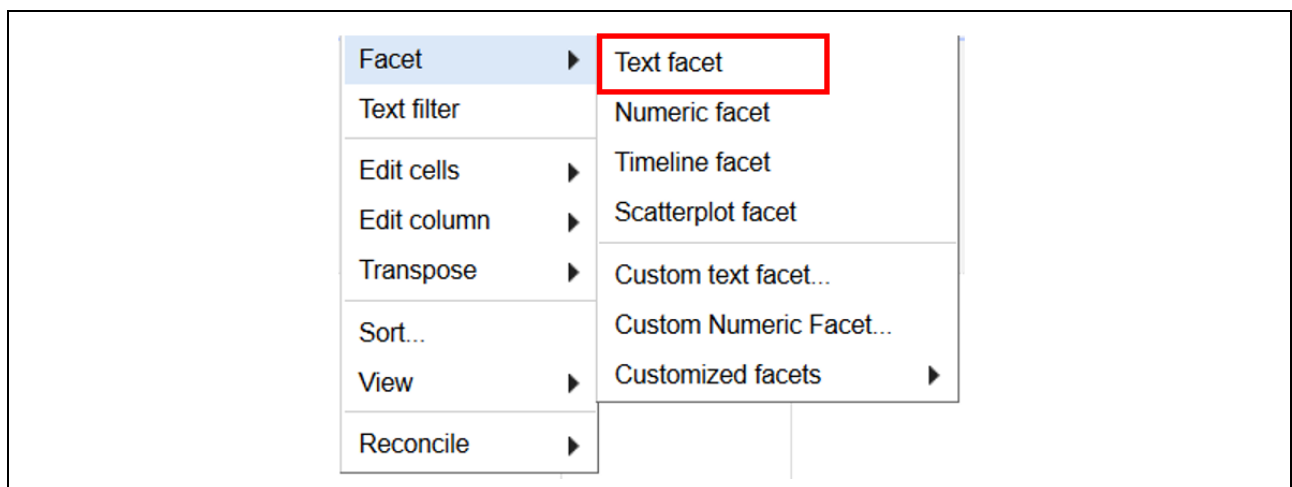 Facet
Text filter
Edit cells
Edit column
Transpose
Sort...
View
Reconcile
Text facet
Numeric facet
Timeline facet
Scatterplot facet
Custom text facet...
Custom Numeric Facet...
Customized facets